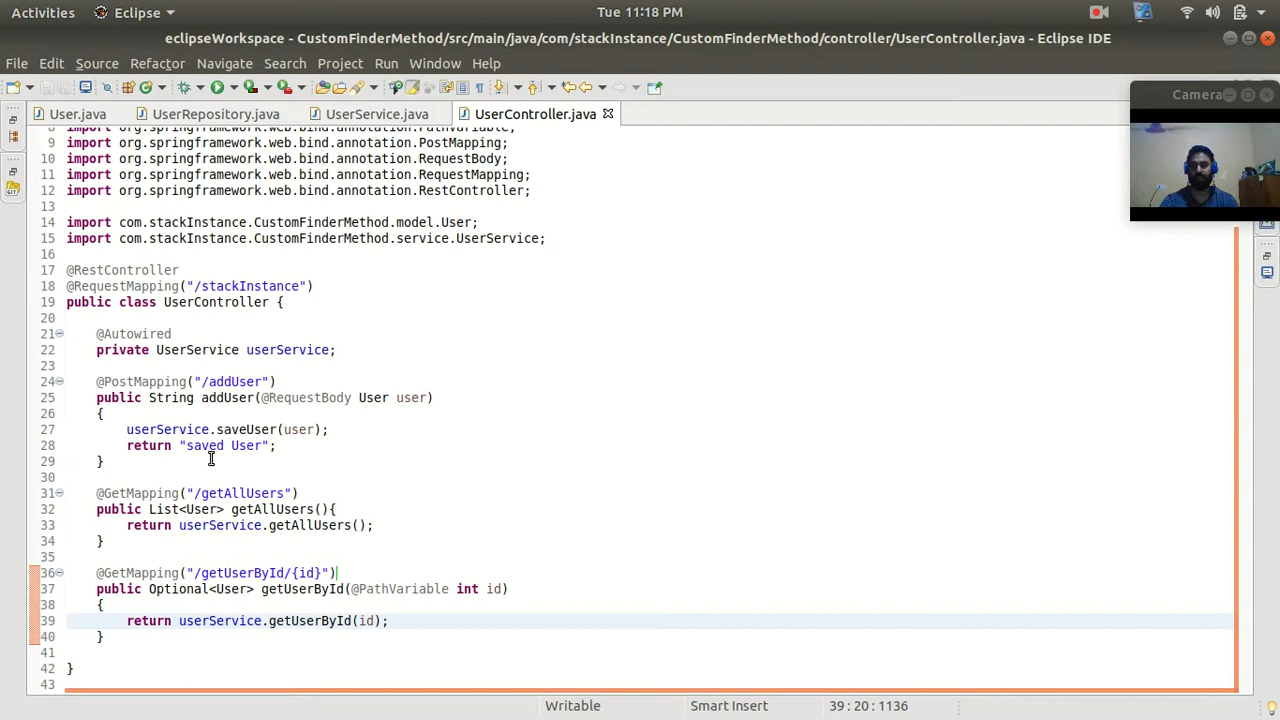 Activities Eclipse Tue 11:18 PM
eclipseWorkspace - CustomFinderMethod/src/main/java/com/stackInstance/CustomFinderMethod/controller/UserController.java - Eclipse IDE
File Edit Source Refactor Navigate Search Project Run Window Help
User.java UserRepository.java UserService.java UserController.java
Camera
8 import org.springframework.web.bind.annotation.PathVariable;
9 import org.springframework.web.bind.annotation.PostMapping;
10 import org.springframework.web.bind.annotation.RequestBody;
11 import org.springframework.web.bind.annotation.RequestMapping;
12 import org.springframework.web.bind.annotation.RestController;
13
14 import com.stackInstance.CustomFinderMethod.model.User;
15 import com.stackInstance.CustomFinderMethod.service.UserService;
16
17 @RestController
18 @RequestMapping("/stackInstance")
19 public class UserController {
20
21 @Autowired
22 private UserService userService;
23
24 @PostMapping("/addUser")
25 public String addUser(@RequestBody User user)
26 {
27 userService.saveUser(user);
28 return "saved User";
29 }
30
31 @GetMapping("/getAllUsers")
32 public List<User> getAllUsers(){
33 return userService.getAllUsers();
34 }
35
36 @GetMapping("/getUserById/{id}")
37 public Optional<User> getUserById(@PathVariable int id)
38 {
39 return userService.getUserById(id);
40 }
41
42 }
43
Writable Smart Insert 39 : 20 : 1136